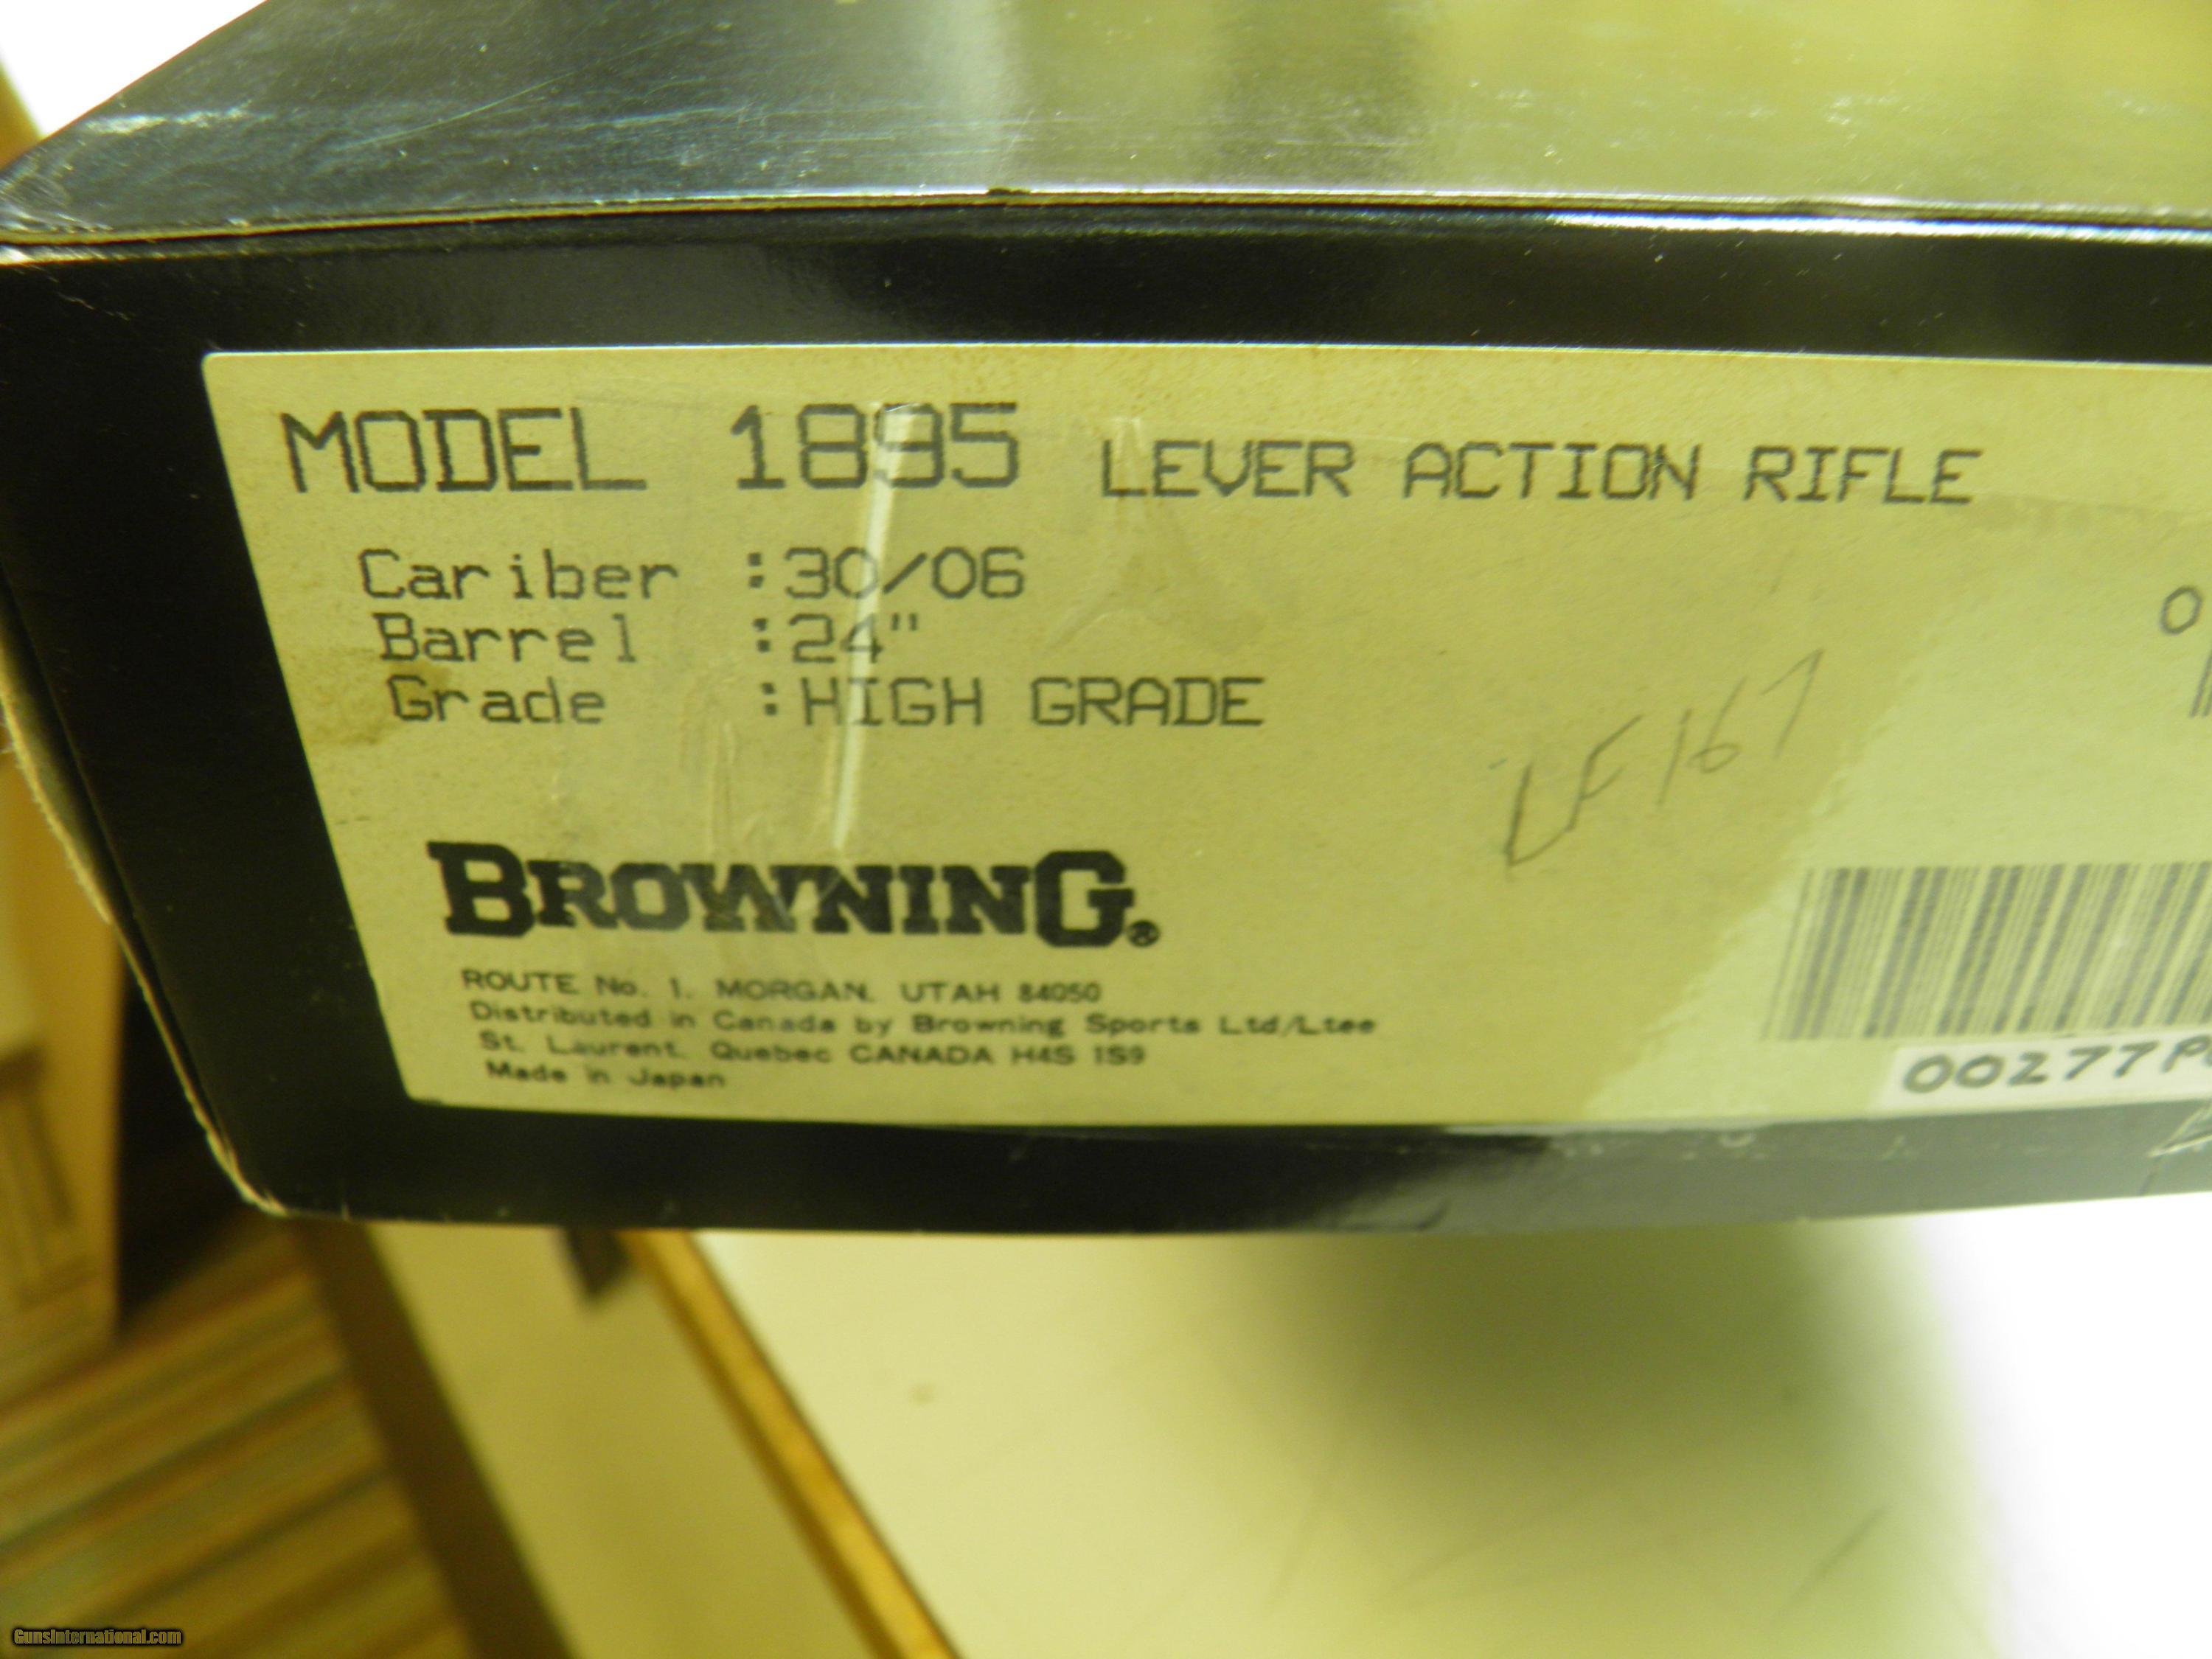 MODEL 1895 LEVER ACTION RIFLE
Cariber :30/06
Barrel :24"
Grade :HIGH GRADE
LF167
BROWNING®
ROUTE No. 1, MORGAN, UTAH 84050
Distributed in Canada by Browning Sports Ltd/Ltee
St. Laurent, Quebec CANADA H4S 1S9
Made in Japan
0
00277P
GunsInternational.com